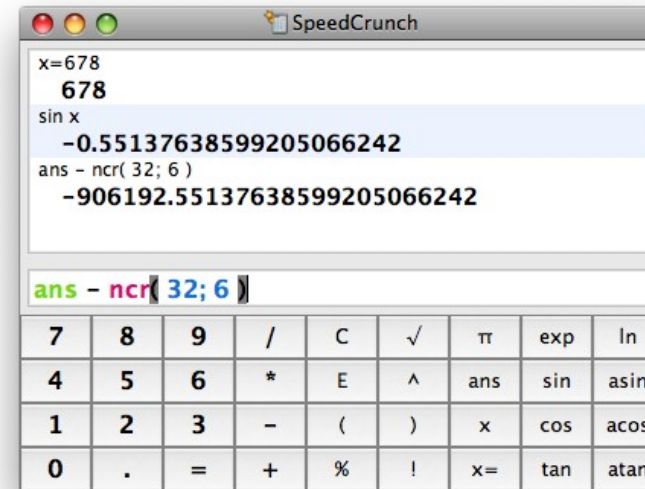 SpeedCrunch
x=678
678
sin x
-0.55137638599205066242
ans - ncr( 32; 6 )
-906192.55137638599205066242
ans - ncr( 32; 6 )
7 8 9 / C √ π exp ln
4 5 6 * E ^ ans sin asin
1 2 3 - ( ) x cos acos
0 . = + % ! x= tan atan